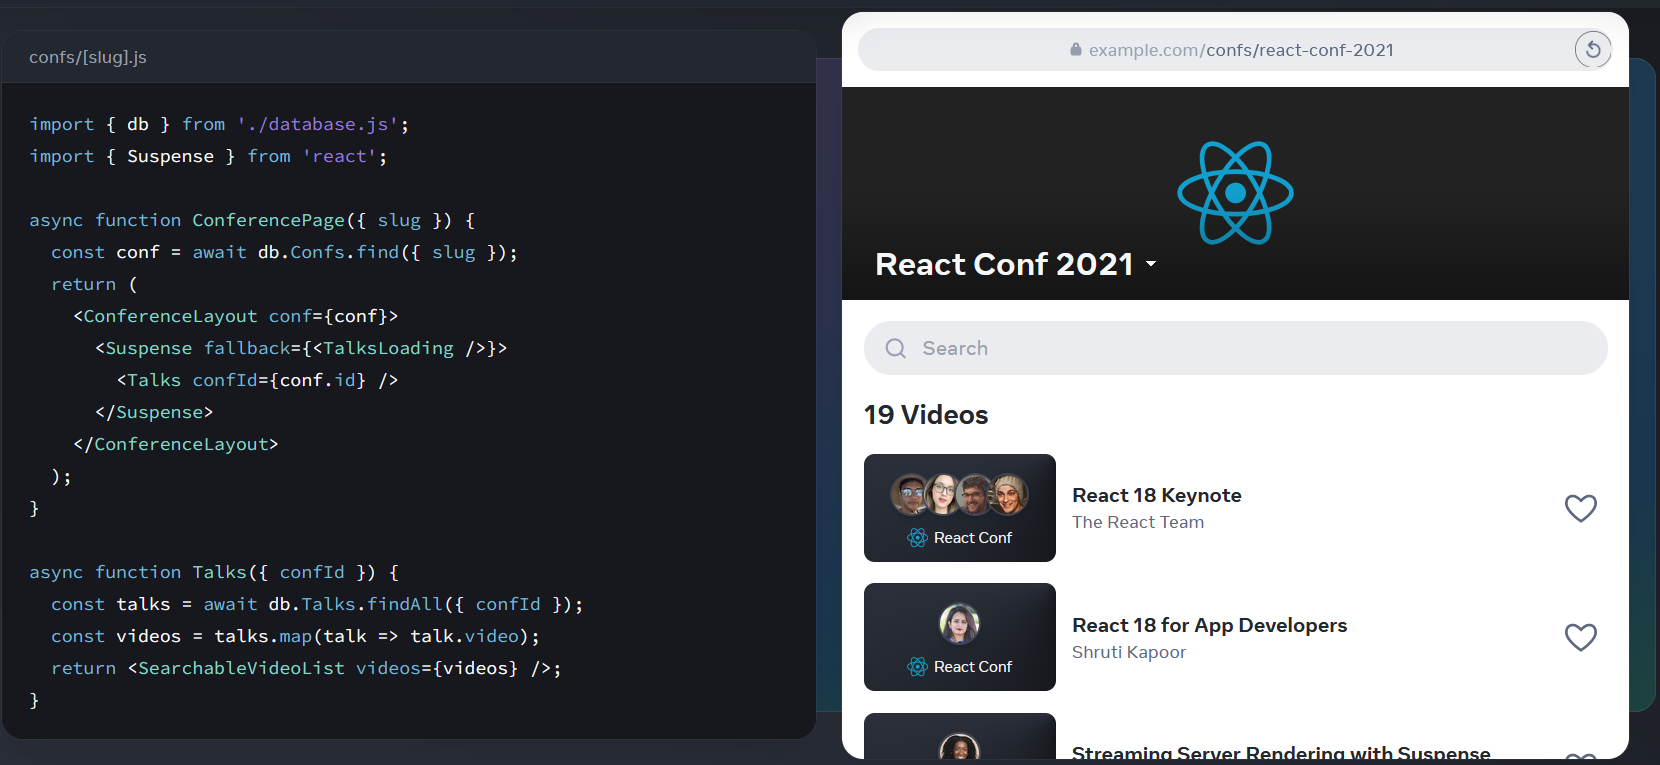 confs/[slug].js
import { db } from './database.js';
import { Suspense } from 'react';
async function ConferencePage({ slug }) {
  const conf = await db.Confs.find({ slug });
  return (
    <ConferenceLayout conf={conf}>
      <Suspense fallback={<TalksLoading />}>
        <Talks confId={conf.id} />
      </Suspense>
    </ConferenceLayout>
  );
}
async function Talks({ confId }) {
  const talks = await db.Talks.findAll({ confId });
  const videos = talks.map(talk => talk.video);
  return <SearchableVideoList videos={videos} />;
}
example.com/confs/react-conf-2021
React Conf 2021
Search
19 Videos
React Conf
React 18 Keynote
The React Team
React Conf
React 18 for App Developers
Shruti Kapoor
Streaming Server Rendering with Suspense